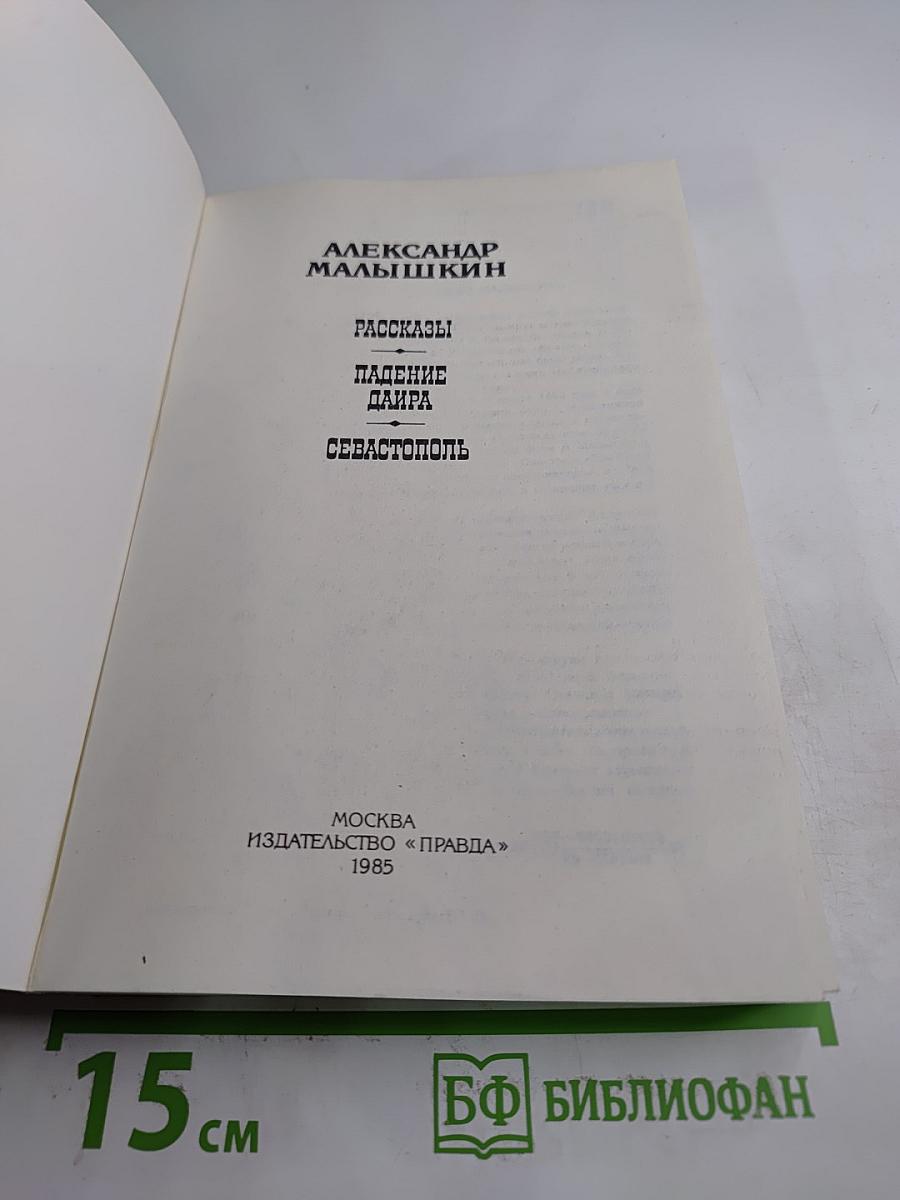 АЛЕКСАНДР
МАЛЫШКИН
РАССКАЗЫ
ПАДЕНИЕ
ДАИРА
СЕВАСТОПОЛЬ
МОСКВА
ИЗДАТЕЛЬСТВО «ПРАВДА»
1985
15 см
БФ БИБЛИОФАН